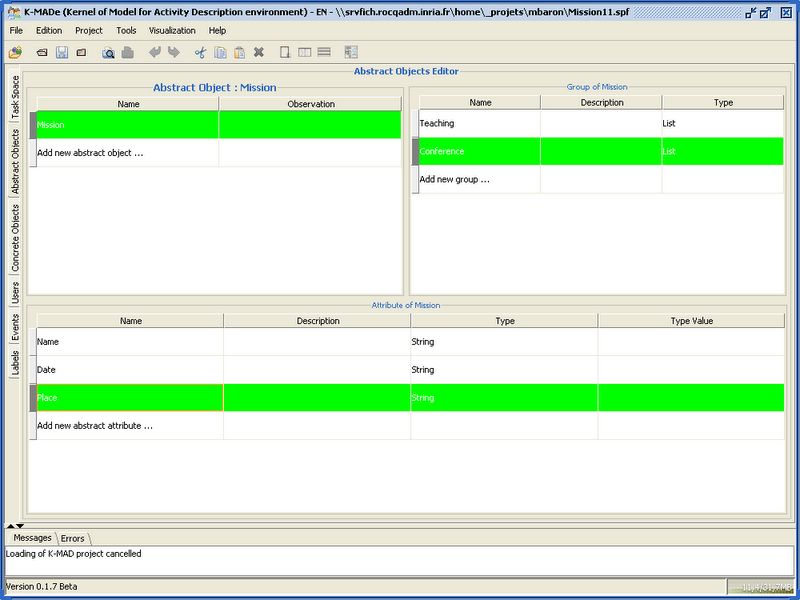 K-MADe (Kernel of Model for Activity Description environment) - EN - \\srvfich.rocqadm.inria.fr\home\_projets\mbaron\Mission11.spf
File Edition Project Tools Visualization Help
Task Space
Abstract Objects
Concrete Objects
Users
Events
Labels
Abstract Objects Editor
Abstract Object : Mission
Name Observation
Mission
Add new abstract object ...
Group of Mission
Name Description Type
Teaching List
Conference List
Add new group ...
Attribute of Mission
Name Description Type Type Value
Name String
Date String
Place String
Add new abstract attribute ...
Messages Errors
Loading of K-MAD project cancelled
Version 0.1.7 Beta